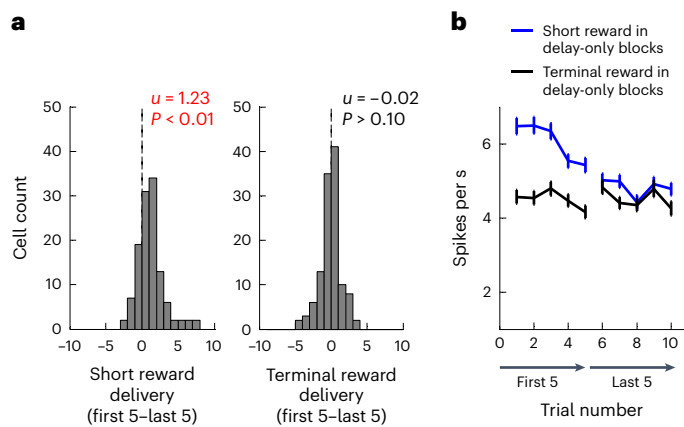 a
u = 1.23
P < 0.01
u = −0.02
P > 0.10
Cell count
50
40
30
20
10
0
−10
−5
0
5
10
Short reward
delivery
(first 5–last 5)
50
40
30
20
10
0
−10
−5
0
5
10
Terminal reward
delivery
(first 5–last 5)
b
Short reward in
delay-only blocks
Terminal reward in
delay-only blocks
Spikes per s
6
4
2
0
2
4
6
8
10
First 5
Last 5
Trial number